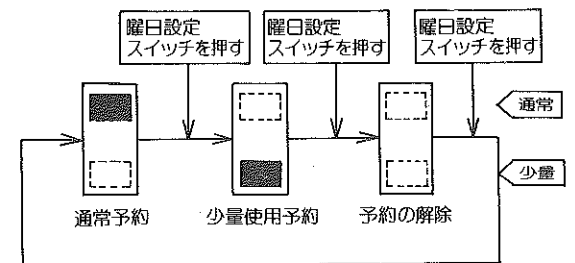 曜日設定
スイッチを押す
曜日設定
スイッチを押す
曜日設定
スイッチを押す
通常
少量
通常予約
少量使用予約
予約の解除